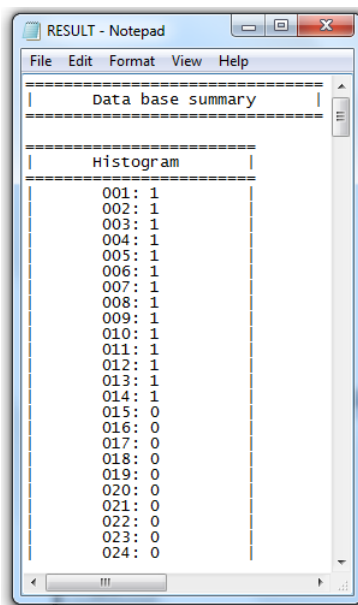 RESULT - Notepad
File Edit Format View Help
==================================
| Data base summary |
==================================
==========================
| Histogram |
==========================
| 001: 1 |
| 002: 1 |
| 003: 1 |
| 004: 1 |
| 005: 1 |
| 006: 1 |
| 007: 1 |
| 008: 1 |
| 009: 1 |
| 010: 1 |
| 011: 1 |
| 012: 1 |
| 013: 1 |
| 014: 1 |
| 015: 0 |
| 016: 0 |
| 017: 0 |
| 018: 0 |
| 019: 0 |
| 020: 0 |
| 021: 0 |
| 022: 0 |
| 023: 0 |
| 024: 0 |